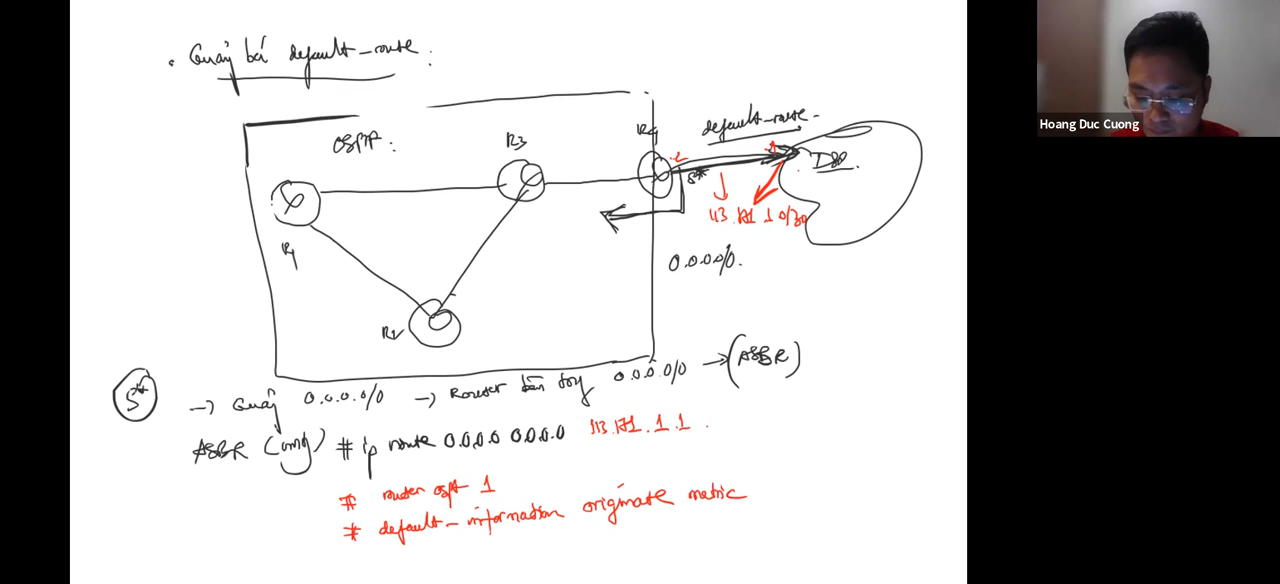 . Quảng bá default-route:
default-route.
OSPF:
R3
R4
ISP
S*
113.171.1.0/30
R1
0.0.0.0/0.
R2
0.0.0.0/0 → (ASBR)
S*
→ Quảng 0.0.0.0/0 → Router
ASBR (config) # ip route 0.0.0.0 0.0.0.0 113.171.1.1.
# router ospf 1
# default-information originate metric
Hoang Duc Cuong